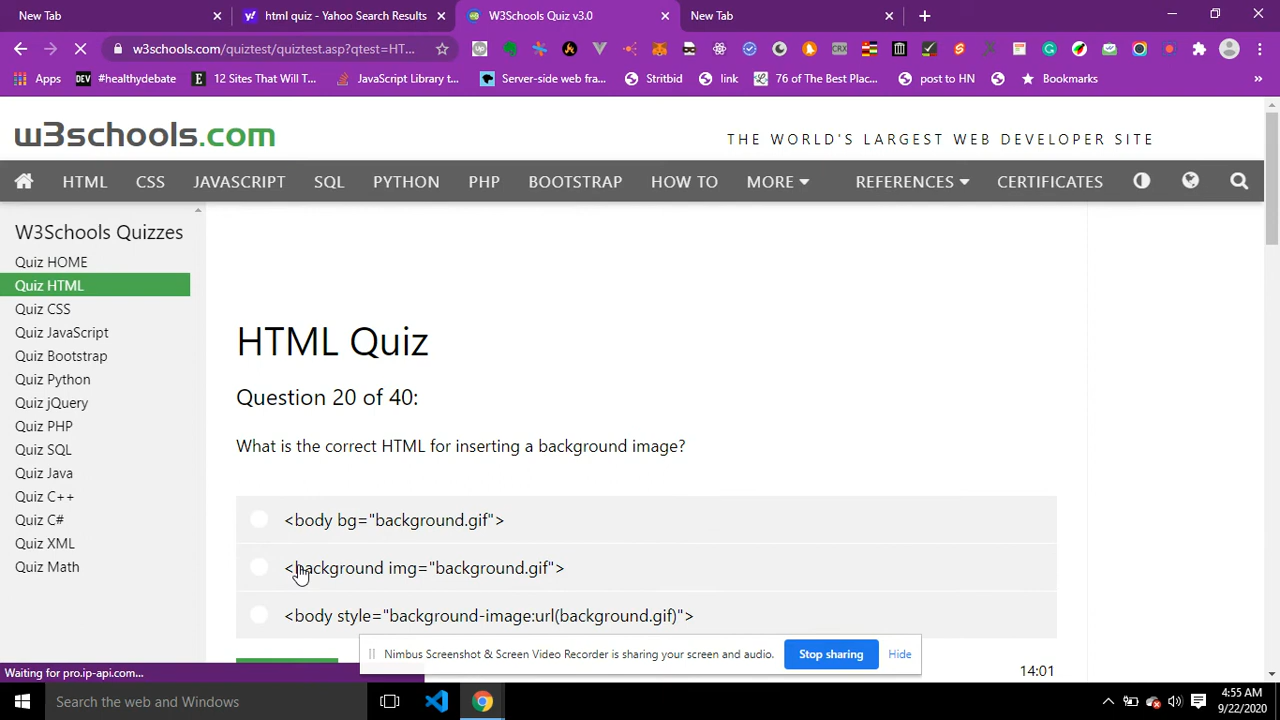 New Tab
html quiz - Yahoo Search Results
W3Schools Quiz v3.0
New Tab
w3schools.com/quiztest/quiztest.asp?qtest=HT...
Apps
#healthydebate
12 Sites That Will T...
JavaScript Library t...
Server-side web fra...
Stritbid
link
76 of The Best Plac...
post to HN
Bookmarks
w3schools.com
THE WORLD'S LARGEST WEB DEVELOPER SITE
HTML CSS JAVASCRIPT SQL PYTHON PHP BOOTSTRAP HOW TO MORE REFERENCES CERTIFICATES
W3Schools Quizzes
Quiz HOME
Quiz HTML
Quiz CSS
Quiz JavaScript
Quiz Bootstrap
Quiz Python
Quiz jQuery
Quiz PHP
Quiz SQL
Quiz Java
Quiz C++
Quiz C#
Quiz XML
Quiz Math
HTML Quiz
Question 20 of 40:
What is the correct HTML for inserting a background image?
<body bg="background.gif">
<background img="background.gif">
<body style="background-image:url(background.gif)">
Nimbus Screenshot & Screen Video Recorder is sharing your screen and audio.
Stop sharing
Hide
14:01
Waiting for pro.ip-api.com...
Search the web and Windows
4:55 AM
9/22/2020